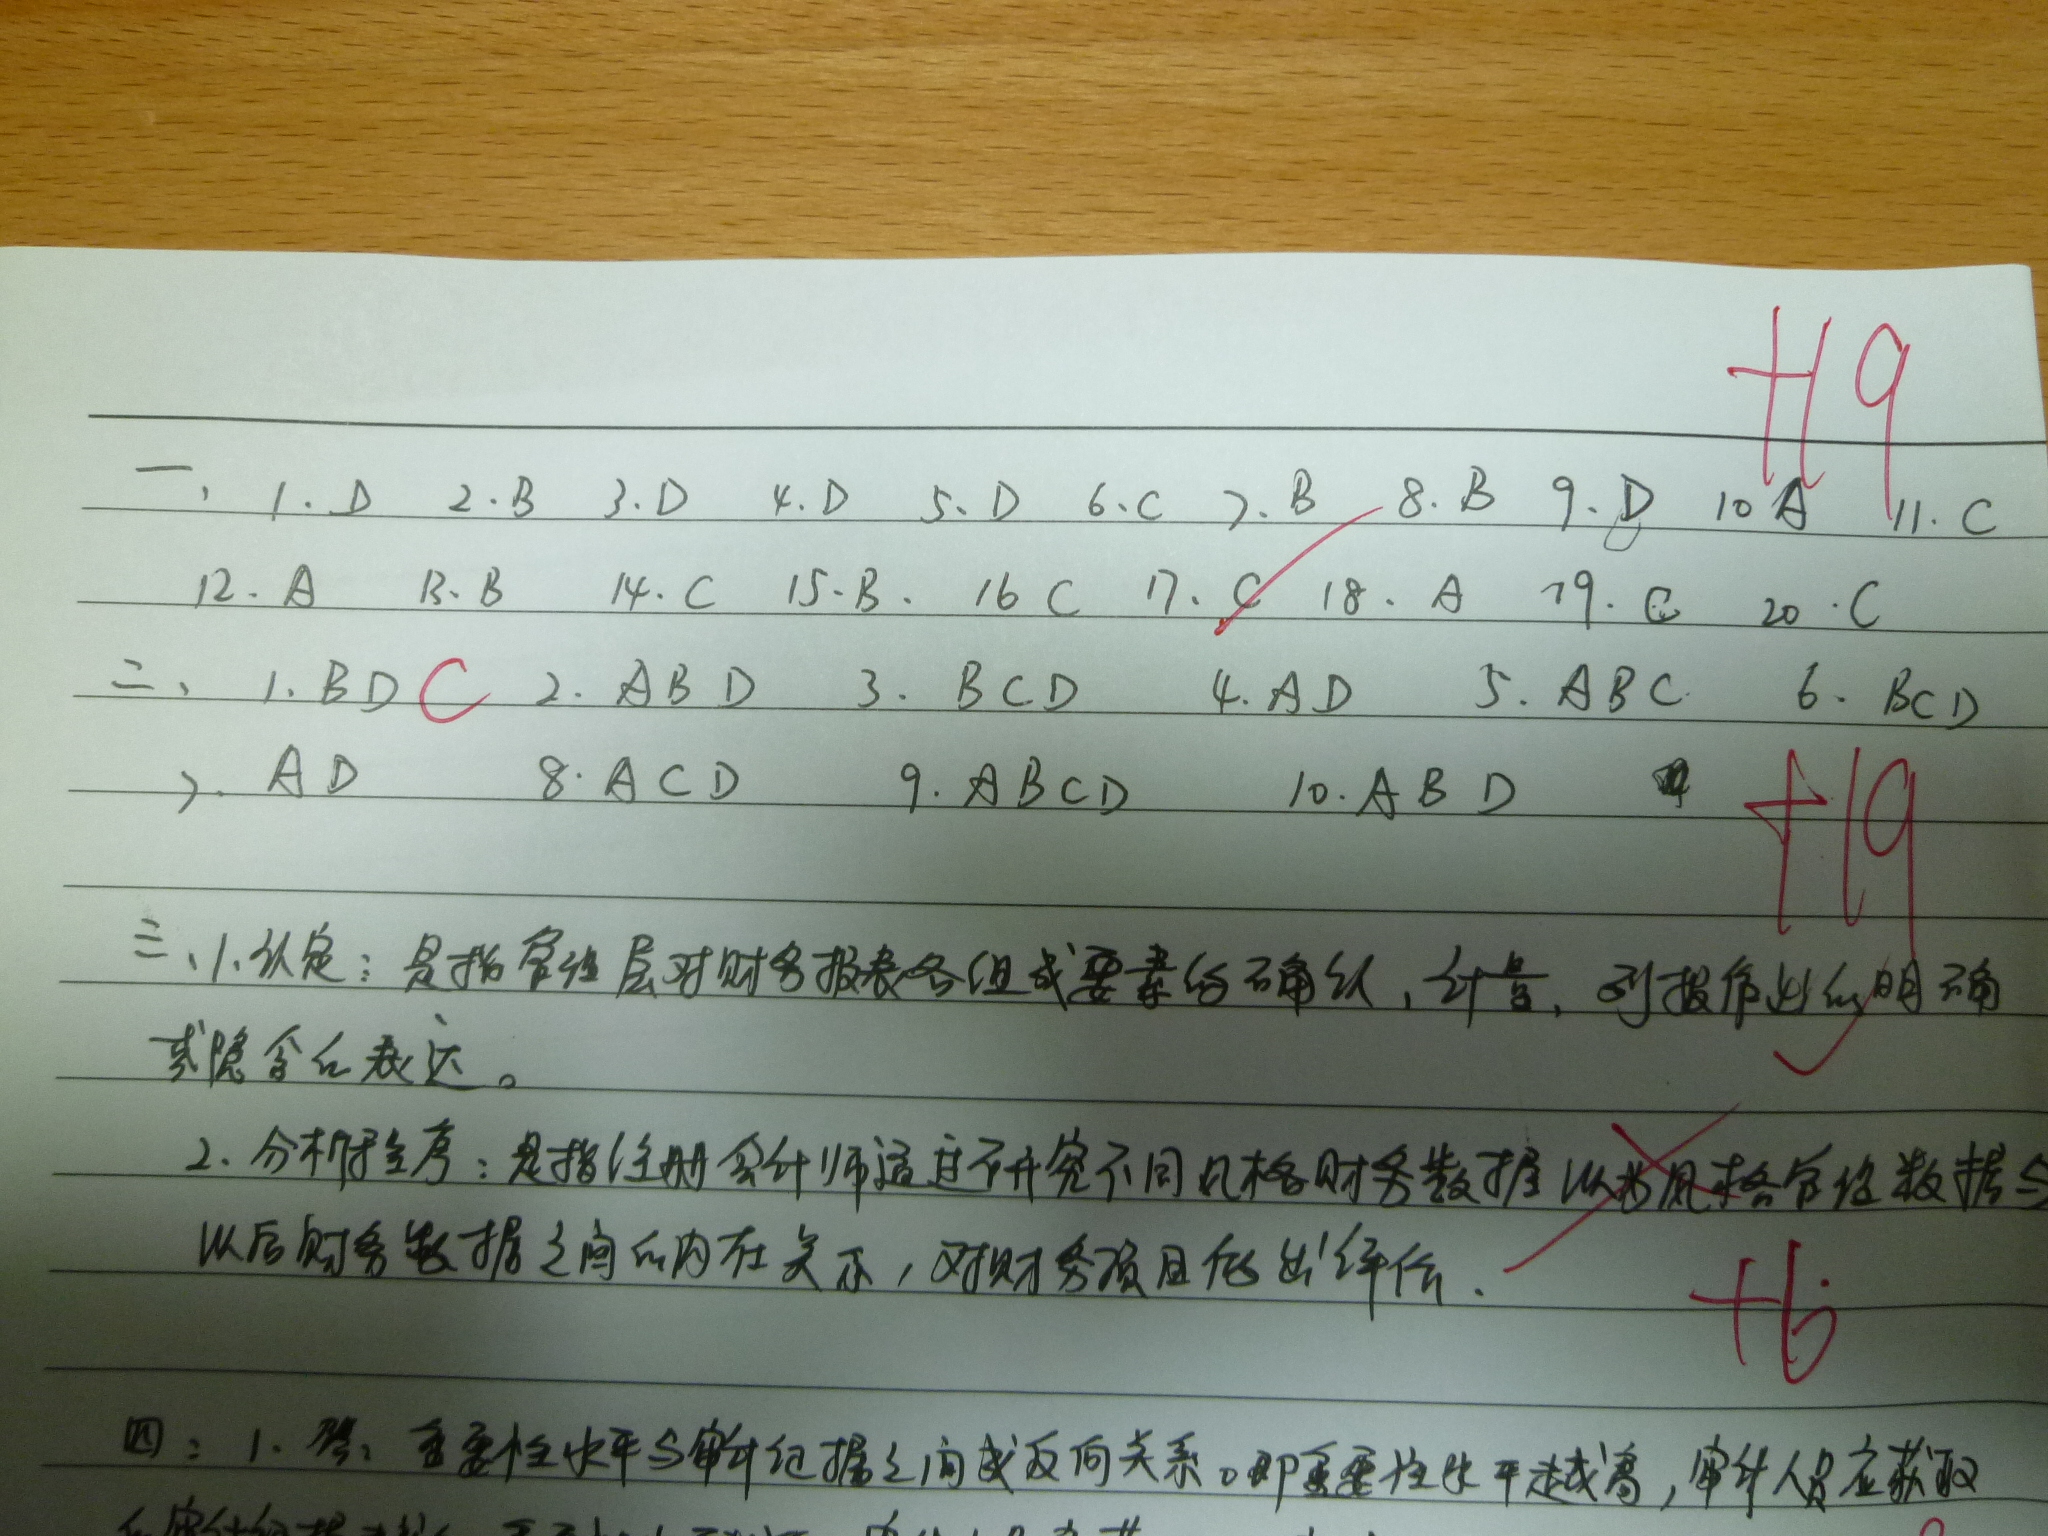 +19
一、 1. D 2. B 3. D 4. D 5. D 6. C 7. B 8. B 9. D 10 A 11. C
12. A 13. B 14. C 15. B. 16 C 17. C 18. A 19. C 20. C
二、 1. BD C 2. ABD 3. BCD 4. AD 5. ABC 6. BCD
7. AD 8. ACD 9. ABCD 10. ABD
+19
三、1.认定：是指管理层对财务报表各组成要素的确认，计量，列报作出的明确
或隐含的表达。
2. 分析程序：是指注册会计师通过研究不同财务数据以及管理数据与
以后财务数据之间的内在关系，对财务项目作出评价.
+6
四：1. 答：重要性水平与审计证据之间成反向关系。即重要性水平越高，审计人员应获取